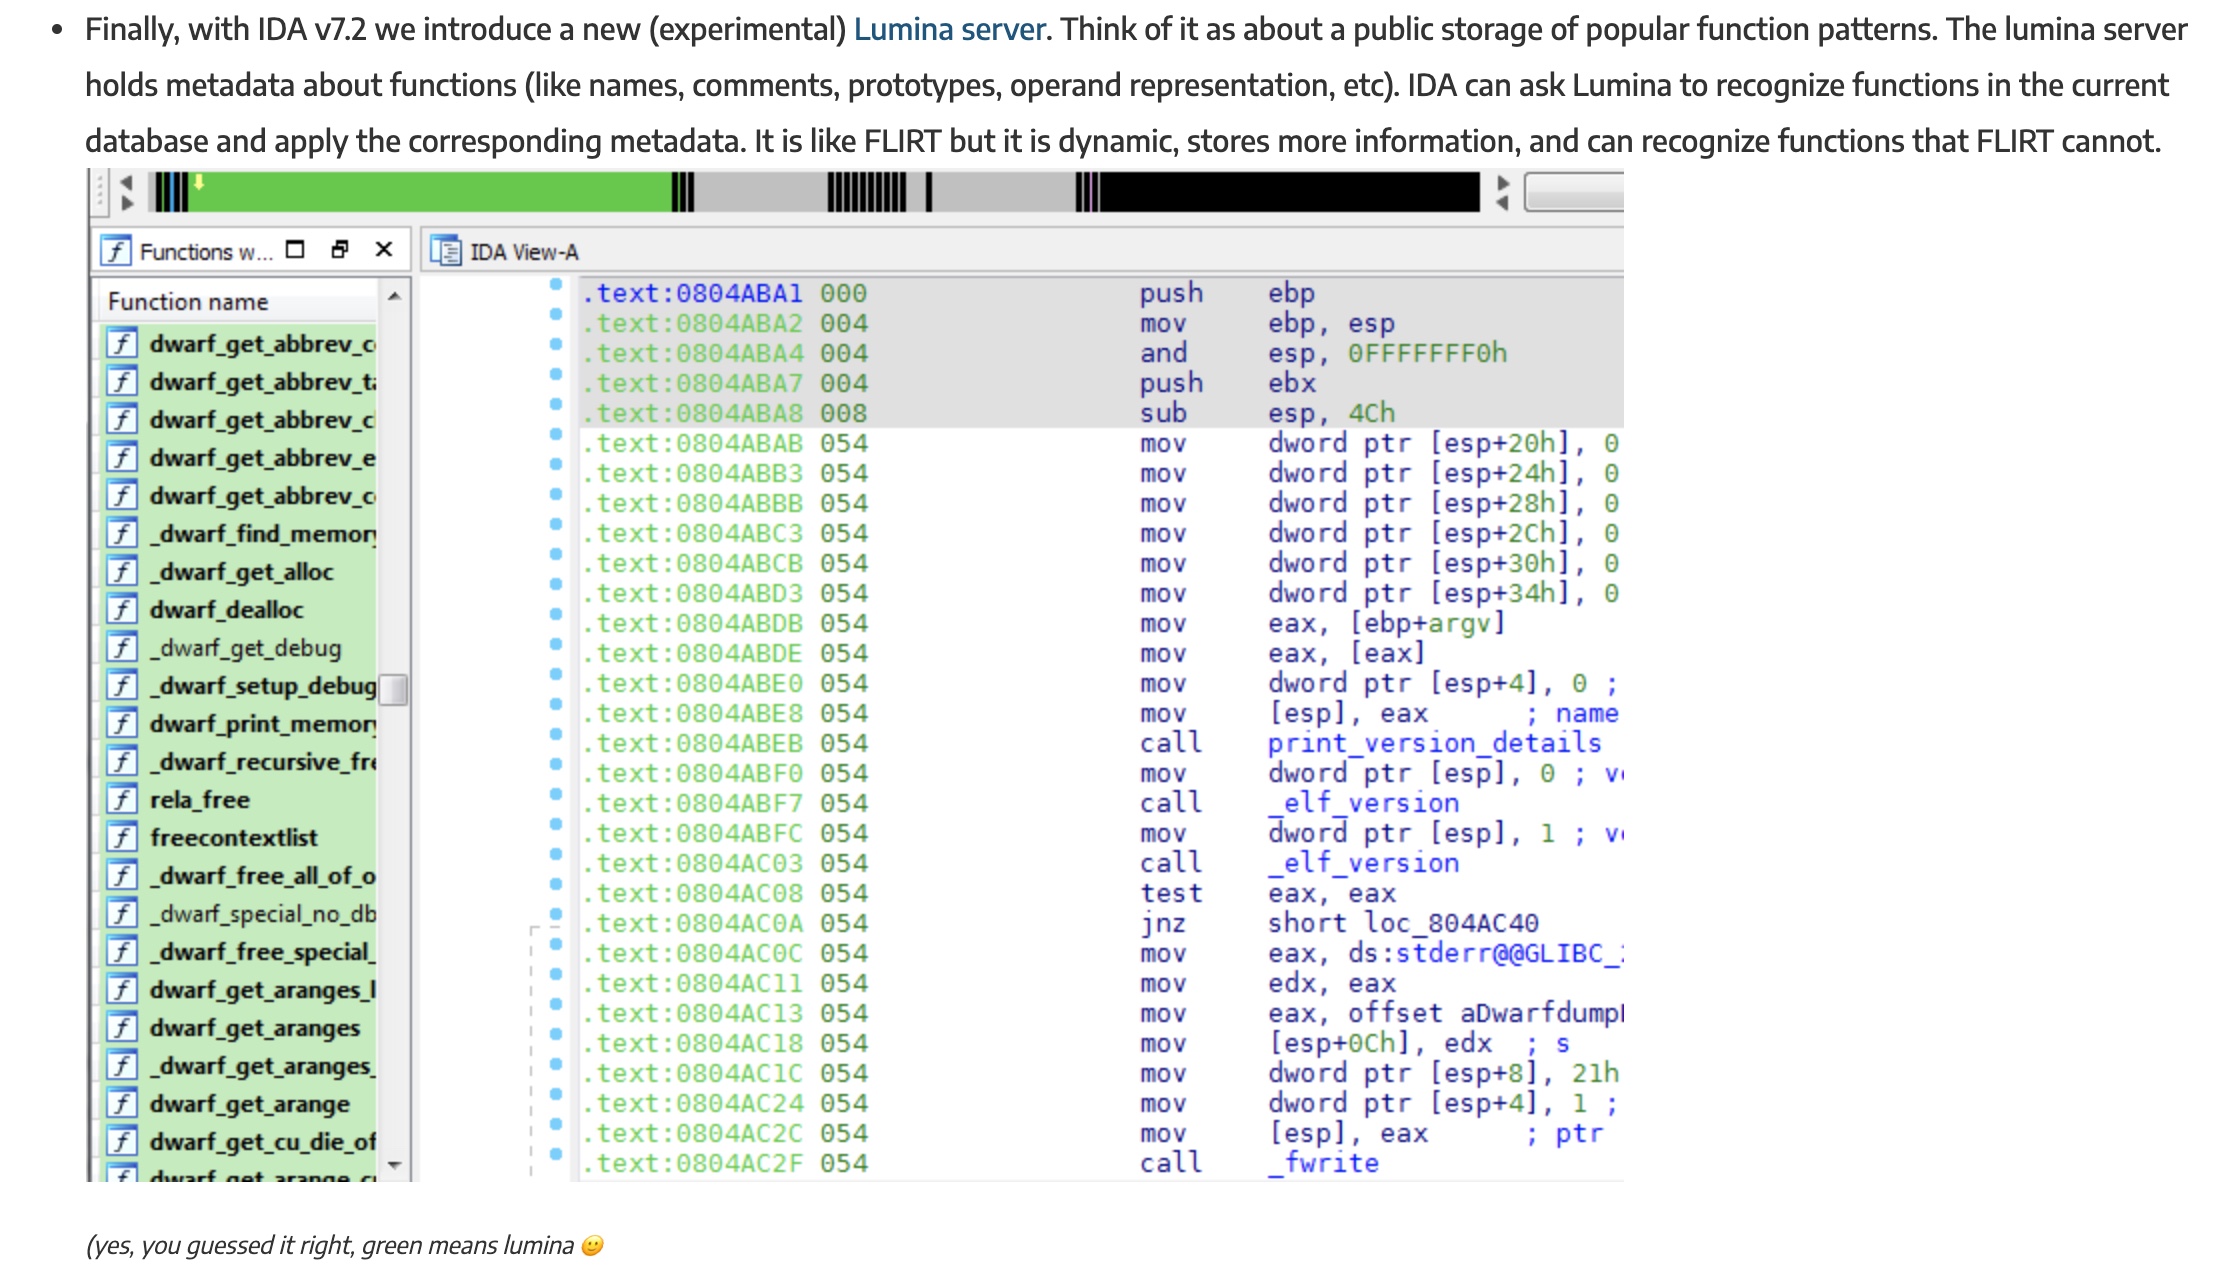 • Finally, with IDA v7.2 we introduce a new (experimental) Lumina server. Think of it as about a public storage of popular function patterns. The lumina server
holds metadata about functions (like names, comments, prototypes, operand representation, etc). IDA can ask Lumina to recognize functions in the current
database and apply the corresponding metadata. It is like FLIRT but it is dynamic, stores more information, and can recognize functions that FLIRT cannot.
Functions w...
Function name
dwarf_get_abbrev_c
dwarf_get_abbrev_t
dwarf_get_abbrev_c
dwarf_get_abbrev_e
dwarf_get_abbrev_c
_dwarf_find_memory
_dwarf_get_alloc
dwarf_dealloc
_dwarf_get_debug
_dwarf_setup_debug
dwarf_print_memory
_dwarf_recursive_fre
rela_free
freecontextlist
_dwarf_free_all_of_o
_dwarf_special_no_db
_dwarf_free_special_
dwarf_get_aranges_
dwarf_get_aranges
_dwarf_get_aranges_
dwarf_get_arange
dwarf_get_cu_die_of
dwarf_get_arange_c
IDA View-A
.text:0804ABA1 000 push ebp
.text:0804ABA2 004 mov ebp, esp
.text:0804ABA4 004 and esp, 0FFFFFFF0h
.text:0804ABA7 004 push ebx
.text:0804ABA8 008 sub esp, 4Ch
.text:0804ABAB 054 mov dword ptr [esp+20h], 0
.text:0804ABB3 054 mov dword ptr [esp+24h], 0
.text:0804ABBB 054 mov dword ptr [esp+28h], 0
.text:0804ABC3 054 mov dword ptr [esp+2Ch], 0
.text:0804ABCB 054 mov dword ptr [esp+30h], 0
.text:0804ABD3 054 mov dword ptr [esp+34h], 0
.text:0804ABDB 054 mov eax, [ebp+argv]
.text:0804ABDE 054 mov eax, [eax]
.text:0804ABE0 054 mov dword ptr [esp+4], 0 ;
.text:0804ABE8 054 mov [esp], eax ; name
.text:0804ABEB 054 call print_version_details
.text:0804ABF0 054 mov dword ptr [esp], 0 ; v
.text:0804ABF7 054 call _elf_version
.text:0804ABFC 054 mov dword ptr [esp], 1 ; v
.text:0804AC03 054 call _elf_version
.text:0804AC08 054 test eax, eax
.text:0804AC0A 054 jnz short loc_804AC40
.text:0804AC0C 054 mov eax, ds:stderr@@GLIBC_
.text:0804AC11 054 mov edx, eax
.text:0804AC13 054 mov eax, offset aDwarfdump
.text:0804AC18 054 mov [esp+0Ch], edx ; s
.text:0804AC1C 054 mov dword ptr [esp+8], 21h
.text:0804AC24 054 mov dword ptr [esp+4], 1 ;
.text:0804AC2C 054 mov [esp], eax ; ptr
.text:0804AC2F 054 call _fwrite
(yes, you guessed it right, green means lumina 🙂